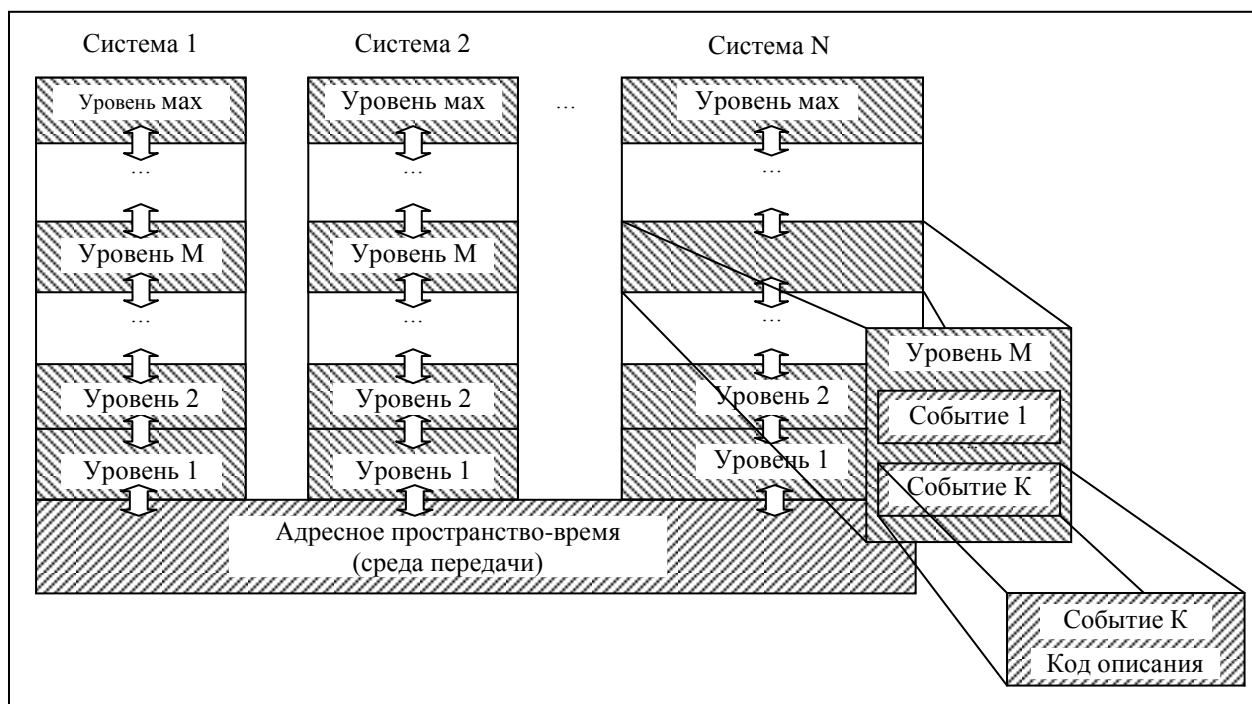 Система 1 Система 2 Система N
Уровень мах Уровень мах ... Уровень мах
... ... ...
Уровень М Уровень М
... ... ...
Уровень М
Уровень 2 Уровень 2 Уровень 2
Событие 1
...
Уровень 1 Уровень 1 Уровень 1
Событие К
Адресное пространство-время
(среда передачи)
Событие К
Код описания